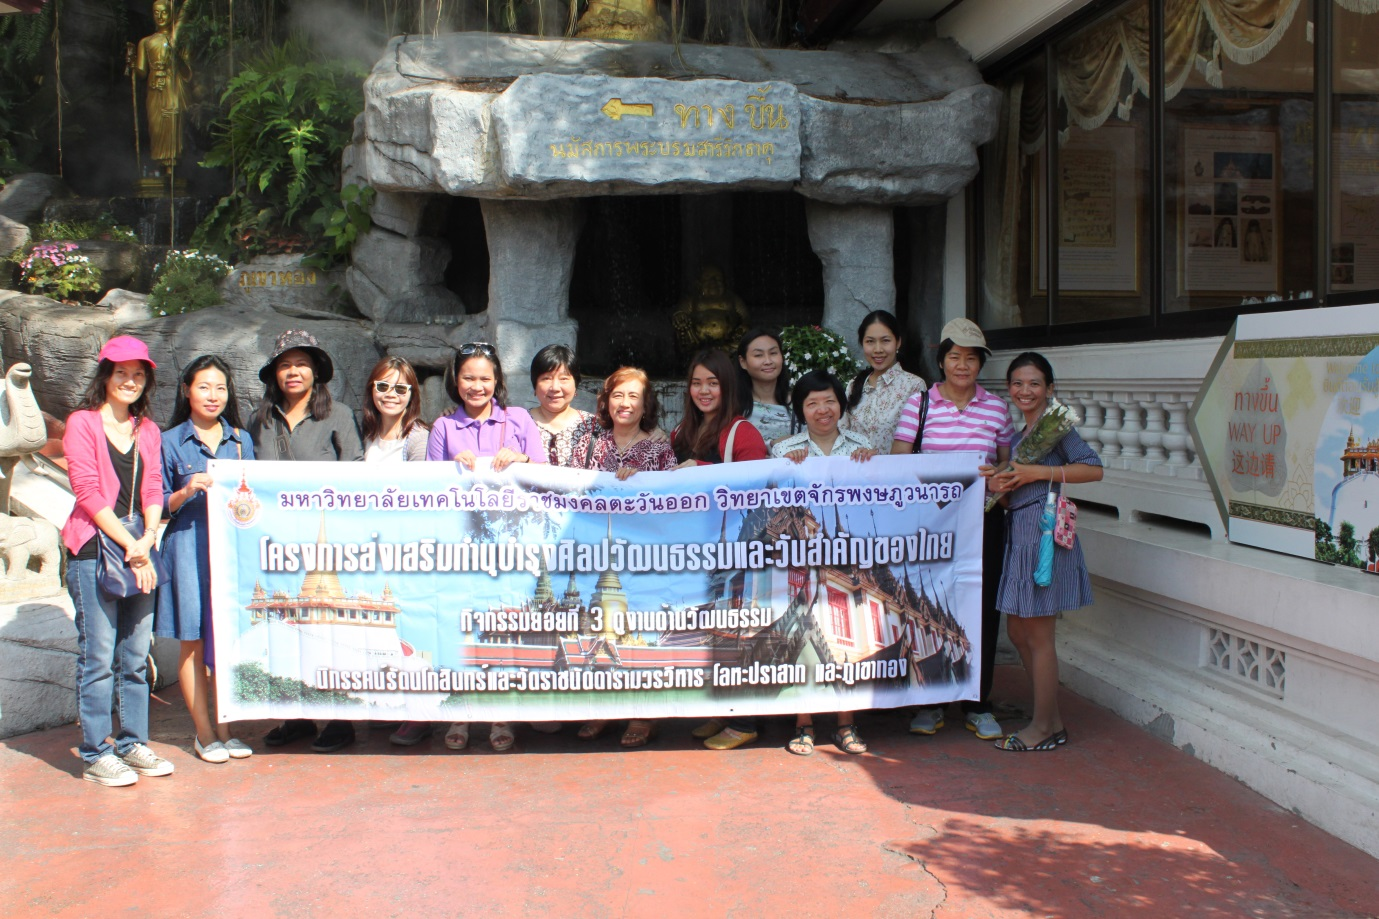 ทางขึ้น
นมัสการพระบรมสารีริกธาตุ
ภูเขาทอง
มหาวิทยาลัยเทคโนโลยีราชมงคลตะวันออก วิทยาเขตจักรพงษภูวนารถ
โครงการส่งเสริมทำนุบำรุงศิลปวัฒนธรรมและวันสำคัญของไทย
กิจกรรมย่อยที่ 3 ดูงานด้านวัฒนธรรม
นิทรรศน์รัตนโกสินทร์และวัดราชนัดดารามวรวิหาร โลหะปราสาท และภูเขาทอง
ทางขึ้น
WAY UP
这边请